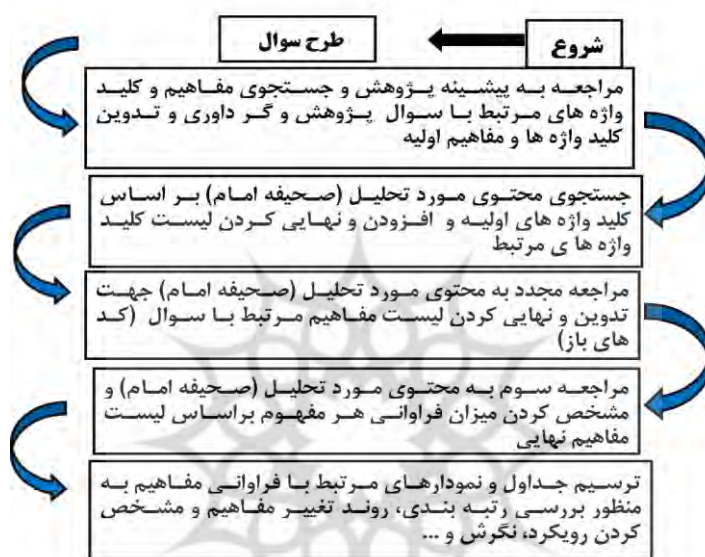 شروع
طرح سوال
مراجعه به پیشینه پژوهش و جستجوی مفاهیم و کلید
واژه های مرتبط با سوال پژوهش و گر داوری و تدوین
کلید واژه ها و مفاهیم اولیه
جستجوی محتوی مورد تحلیل (صحیفه امام) بر اساس
کلید واژه های اولیه و افزودن و نهایی کردن لیست کلید
واژه ها ی مرتبط
مراجعه مجدد به محتوی مورد تحلیل (صحیفه امام) جهت
تدوین و نهایی کردن لیست مفاهیم مرتبط با سوال (کد
های باز)
مراجعه سوم به محتوی مورد تحلیل (صحیفه امام) و
مشخص کردن میزان فراوانی هر مفهوم براساس لیست
مفاهیم نهایی
ترسیم جداول و نمودارهای مرتبط با فراوانی مفاهیم به
منظور بررسی رتبه بندی، روند تغییر مفاهیم و مشخص
کردن رویکرد، نگرش و ...